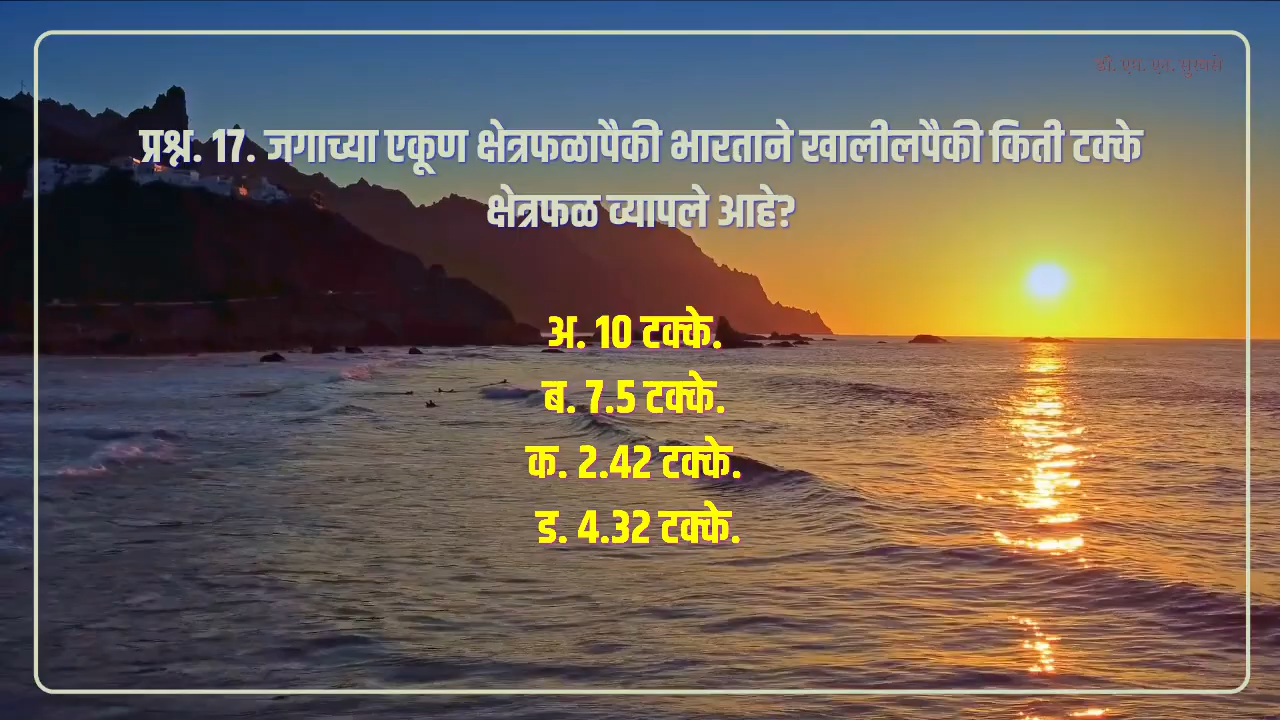 प्रश्न. 17. जगाच्या एकूण क्षेत्रफळापैकी भारताने खालीलपैकी किती टक्के
क्षेत्रफळ व्यापले आहे?
अ. 10 टक्के.
ब. 7.5 टक्के.
क. 2.42 टक्के.
ड. 4.32 टक्के.